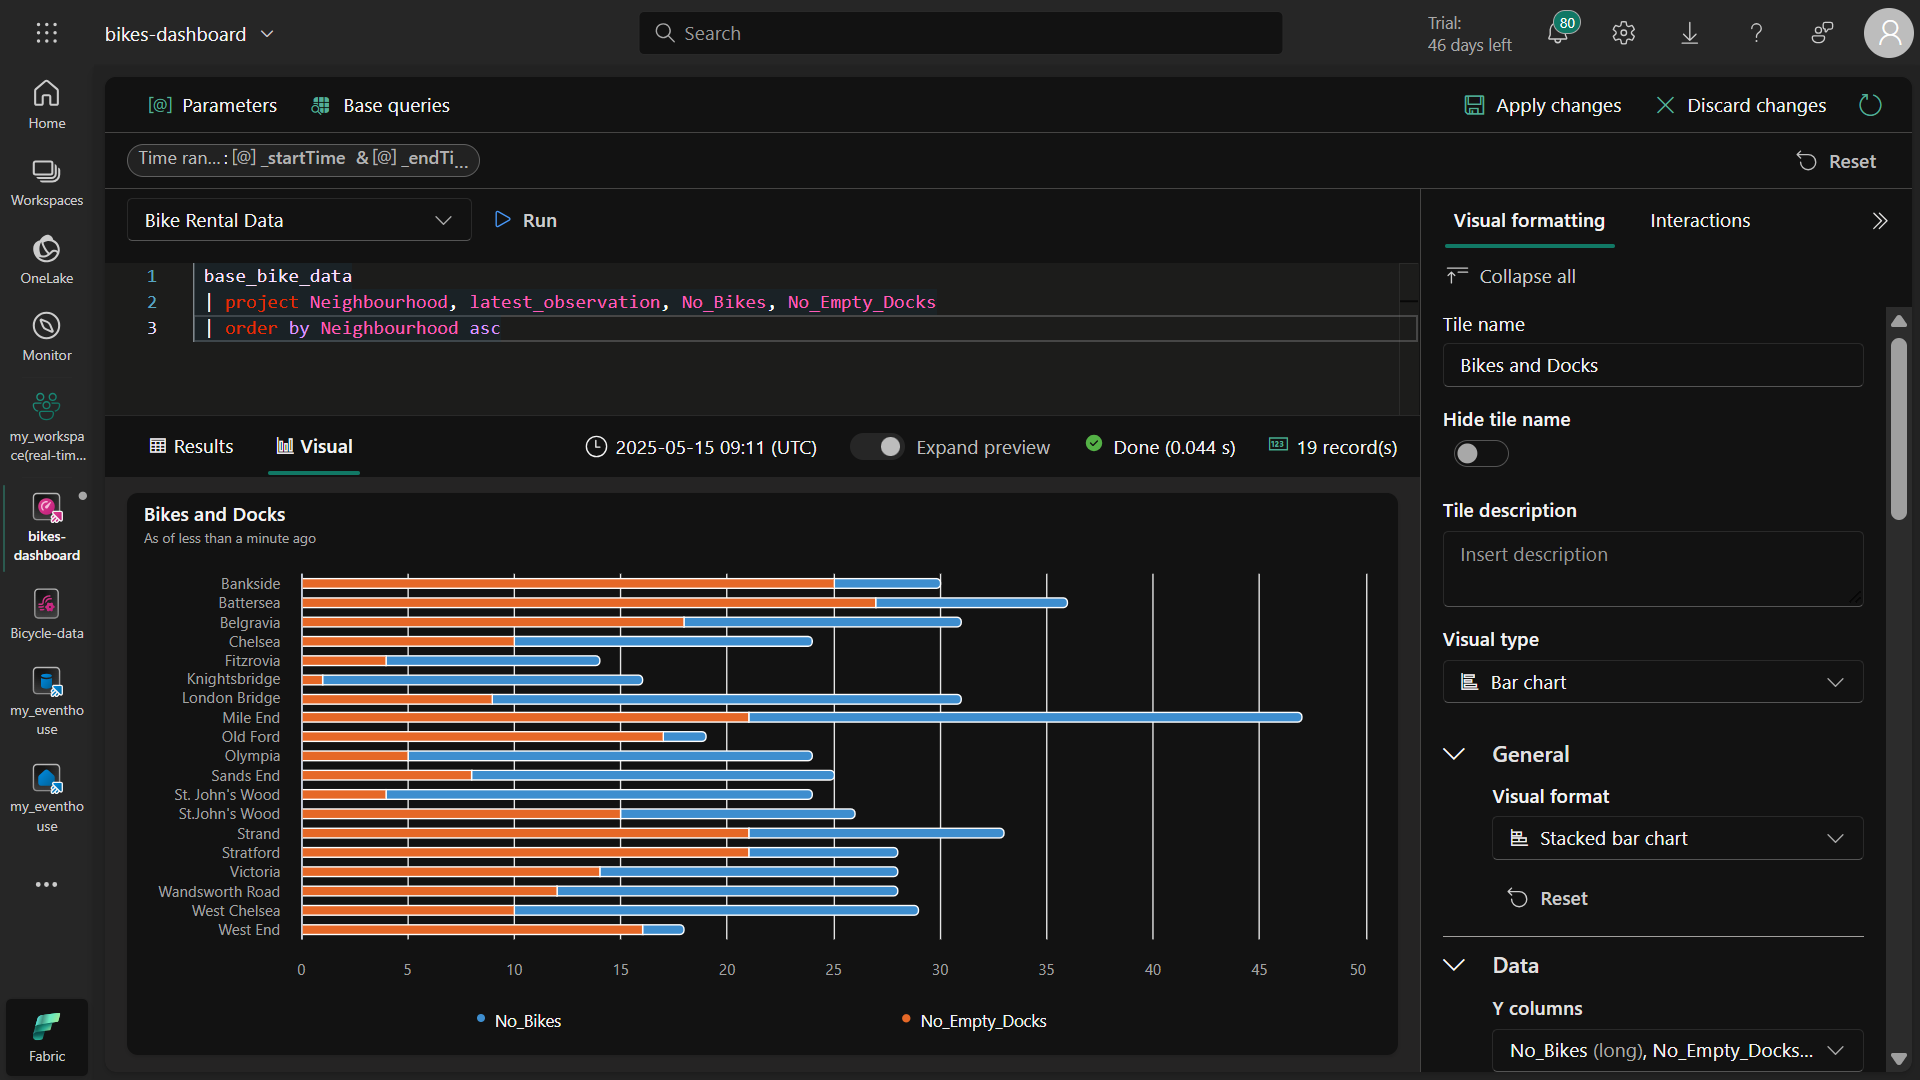 bikes-dashboard
Search
Trial:
46 days left
80
Home
Workspaces
OneLake
Monitor
my_workspa
ce(real-tim...
bikes-
dashboard
Bicycle-data
my_eventho
use
my_eventho
use
Fabric
[@] Parameters
Base queries
Apply changes
Discard changes
Time ran...: [@] _startTime & [@] _endTi...
Reset
Bike Rental Data
Run
1 base_bike_data
2 | project Neighbourhood, latest_observation, No_Bikes, No_Empty_Docks
3 | order by Neighbourhood asc
Results
Visual
2025-05-15 09:11 (UTC)
Expand preview
Done (0.044 s)
123
19 record(s)
Bikes and Docks
As of less than a minute ago
Bankside
Battersea
Belgravia
Chelsea
Fitzrovia
Knightsbridge
London Bridge
Mile End
Old Ford
Olympia
Sands End
St. John's Wood
St.John's Wood
Strand
Stratford
Victoria
Wandsworth Road
West Chelsea
West End
0 5 10 15 20 25 30 35 40 45 50
No_Bikes
No_Empty_Docks
Visual formatting
Interactions
Collapse all
Tile name
Bikes and Docks
Hide tile name
Tile description
Insert description
Visual type
Bar chart
General
Visual format
Stacked bar chart
Reset
Data
Y columns
No_Bikes (long), No_Empty_Docks...